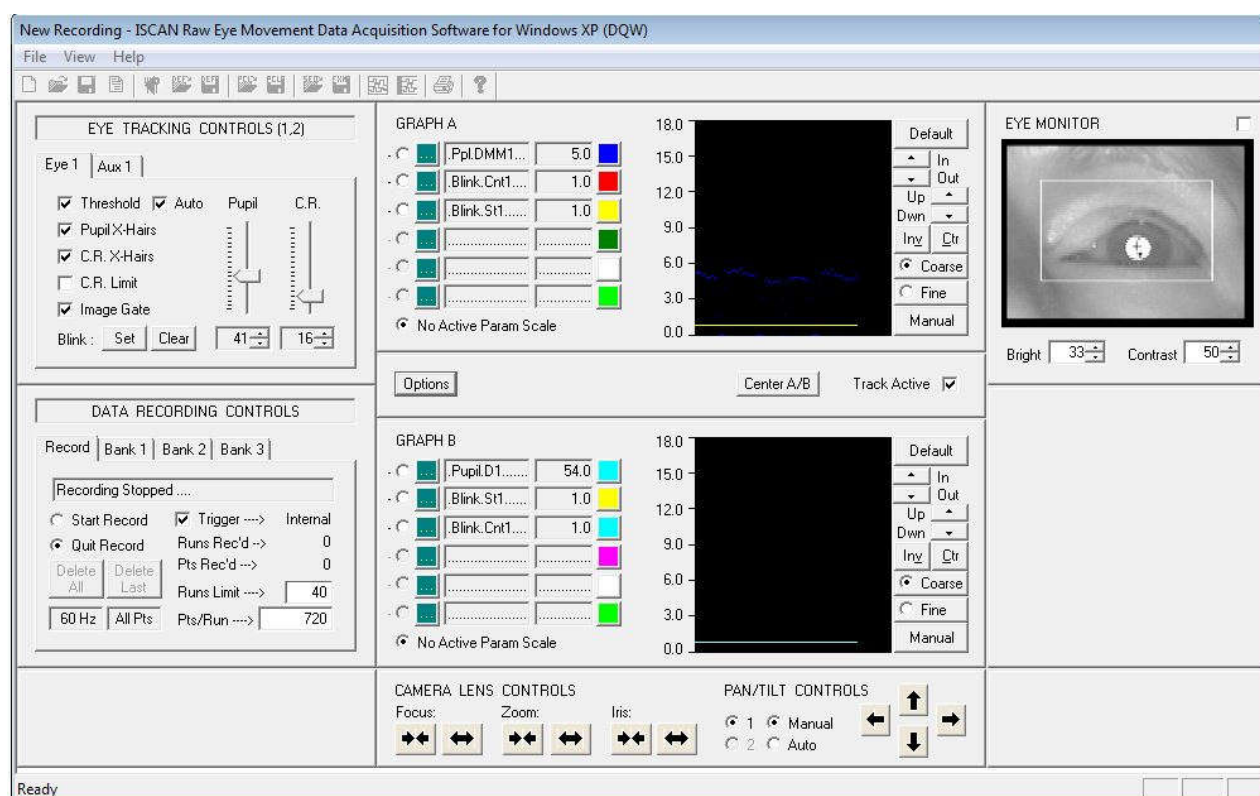 New Recording - ISCAN Raw Eye Movement Data Acquisition Software for Windows XP (DQW)
File View Help
EYE TRACKING CONTROLS (1,2)
Eye 1 Aux 1
Threshold Auto Pupil C.R.
Pupil X-Hairs
C.R. X-Hairs
C.R. Limit
Image Gate
Blink : Set Clear 41 16
DATA RECORDING CONTROLS
Record Bank 1 Bank 2 Bank 3
Recording Stopped ....
Start Record Trigger ----> Internal
Quit Record Runs Rec'd --> 0
Delete All Delete Last Pts Rec'd ---> 0
Runs Limit ----> 40
60 Hz All Pts Pts/Run ----> 720
GRAPH A
.Ppl.DMM1... 5.0
.Blink.Cnt1.... 1.0
.Blink.St1...... 1.0
No Active Param Scale
18.0
15.0
12.0
9.0
6.0
3.0
0.0
Default
In
Out
Up
Dwn
Inv Ctr
Coarse
Fine
Manual
Options Center A/B Track Active
GRAPH B
.Pupil.D1....... 54.0
.Blink.St1...... 1.0
.Blink.Cnt1.... 1.0
No Active Param Scale
18.0
15.0
12.0
9.0
6.0
3.0
0.0
Default
In
Out
Up
Dwn
Inv Ctr
Coarse
Fine
Manual
CAMERA LENS CONTROLS
Focus: Zoom: Iris:
PAN/TILT CONTROLS
1 Manual
2 Auto
EYE MONITOR
Bright 33 Contrast 50
Ready